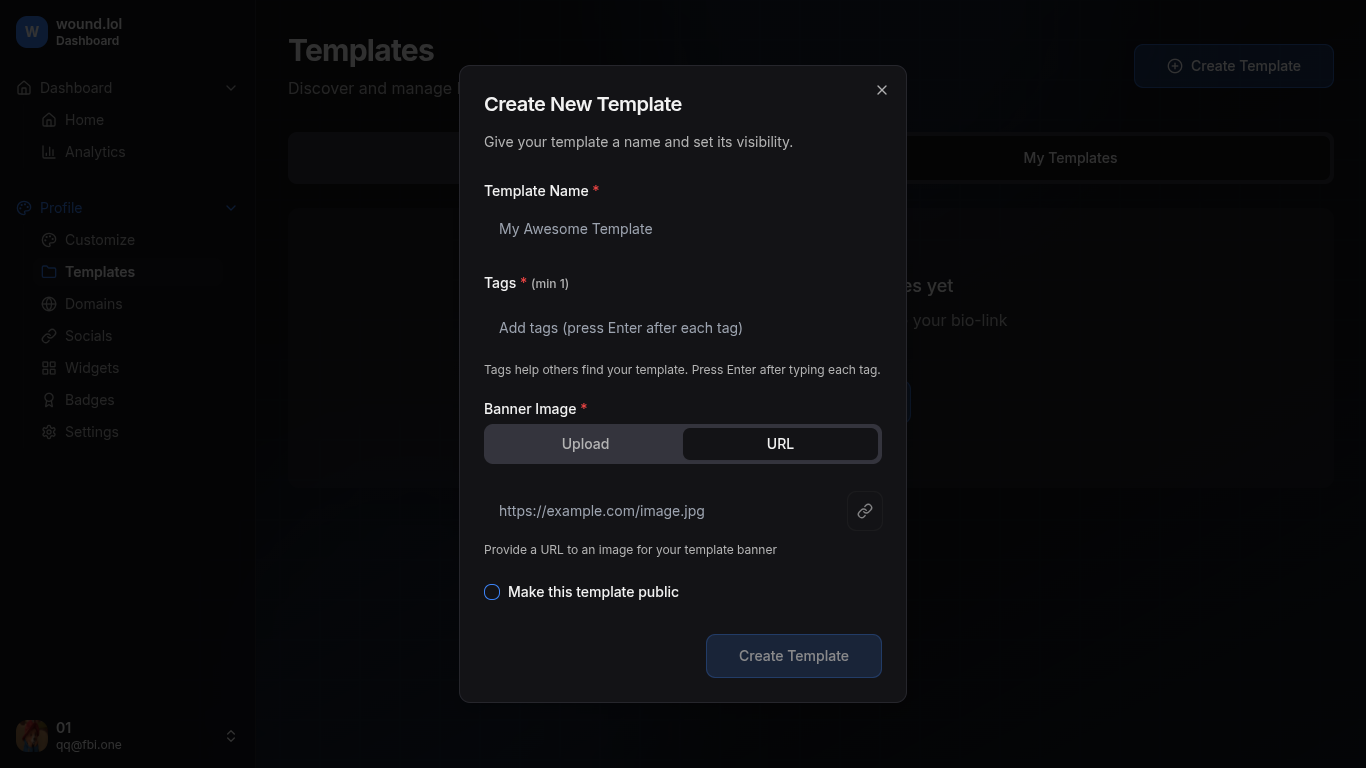 W
wound.lol
Dashboard
Dashboard
Home
Analytics
Profile
Customize
Templates
Domains
Socials
Widgets
Badges
Settings
01
qq@fbi.one
Templates
Discover and manage
Create Template
My Templates
yet
your bio-link
Create New Template
Give your template a name and set its visibility.
Template Name *
My Awesome Template
Tags * (min 1)
Add tags (press Enter after each tag)
Tags help others find your template. Press Enter after typing each tag.
Banner Image *
Upload
URL
https://example.com/image.jpg
Provide a URL to an image for your template banner
Make this template public
Create Template